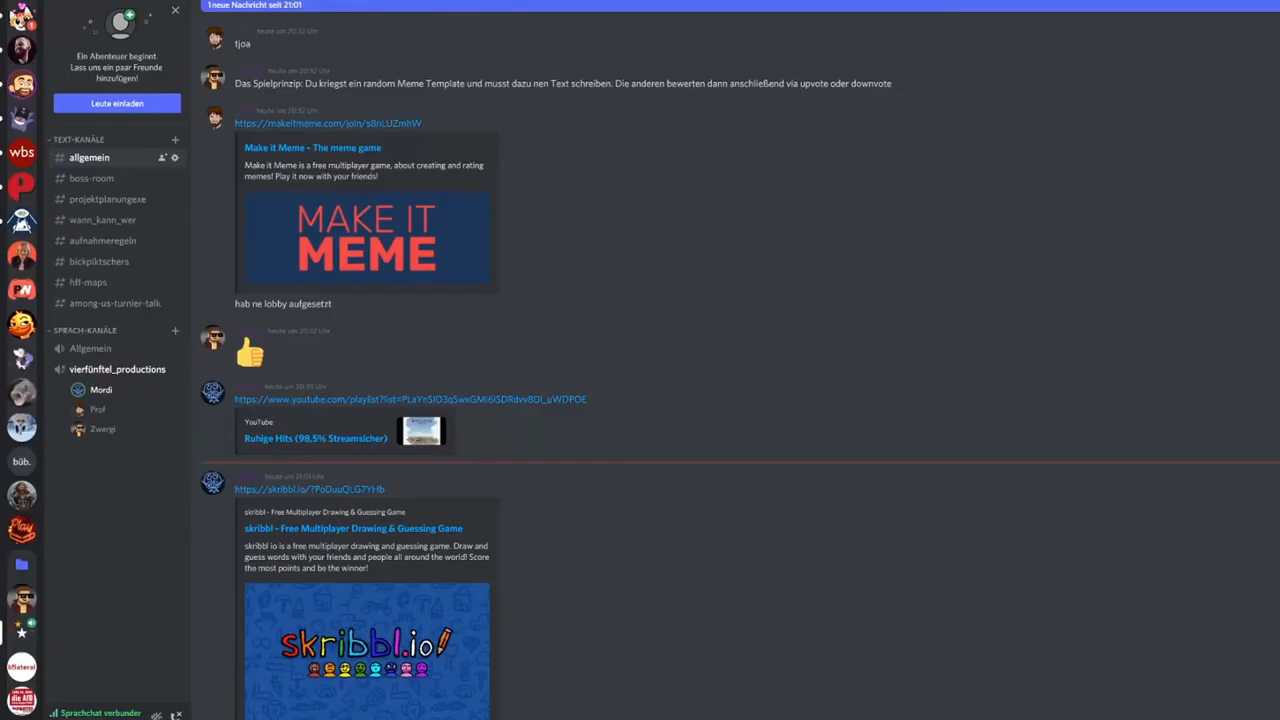 1 neue Nachricht seit 21:01
Ein Abenteuer beginnt.
Lass uns ein paar Freunde
hinzufügen!
Leute einladen
TEXT-KANÄLE
allgemein
boss-room
projektplanungexe
wann_kann_wer
aufnahmeregeln
bickpiktschers
hff-maps
among-us-turnier-talk
SPRACH-KANÄLE
Allgemein
vierfünftel_productions
Mordi
Prof
Zwergi
Sprachchat verbunden
wbs
büb.
Play
bilateral
die AfD
heute um 20:32 Uhr
tjoa
heute um 20:32 Uhr
Das Spielprinzip: Du kriegst ein random Meme Template und musst dazu nen Text schreiben. Die anderen bewerten dann anschließend via upvote oder downvote
heute um 20:32 Uhr
https://makeitmeme.com/join/s8nLUZmhW
Make it Meme - The meme game
Make it Meme is a free multiplayer game, about creating and rating
memes! Play it now with your friends!
MAKE IT
MEME
hab ne lobby aufgesetzt
heute um 20:32 Uhr
heute um 20:39 Uhr
YouTube
Ruhige Hits (98,5% Streamsicher)
heute um 21:01 Uhr
https://skribbl.io/?PoDuuQLG7YHb
skribbl - Free Multiplayer Drawing & Guessing Game
skribbl - Free Multiplayer Drawing & Guessing Game
skribbl io is a free multiplayer drawing and guessing game. Draw and
guess words with your friends and people all around the world! Score
the most points and be the winner!
skribbl.io